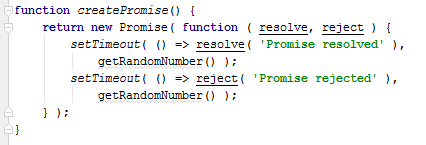 function createPromise() {
return new Promise( function ( resolve, reject ) {
setTimeout( () => resolve( 'Promise resolved' ),
getRandomNumber() );
setTimeout( () => reject( 'Promise rejected' ),
getRandomNumber() );
} );
}